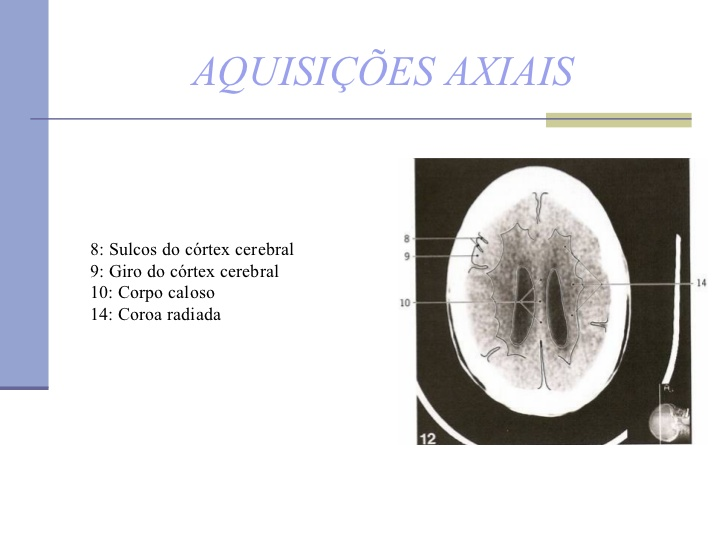 AQUISIÇÕES AXIAIS
8: Sulcos do córtex cerebral
9: Giro do córtex cerebral
10: Corpo caloso
14: Coroa radiada
8
9
10
14
12